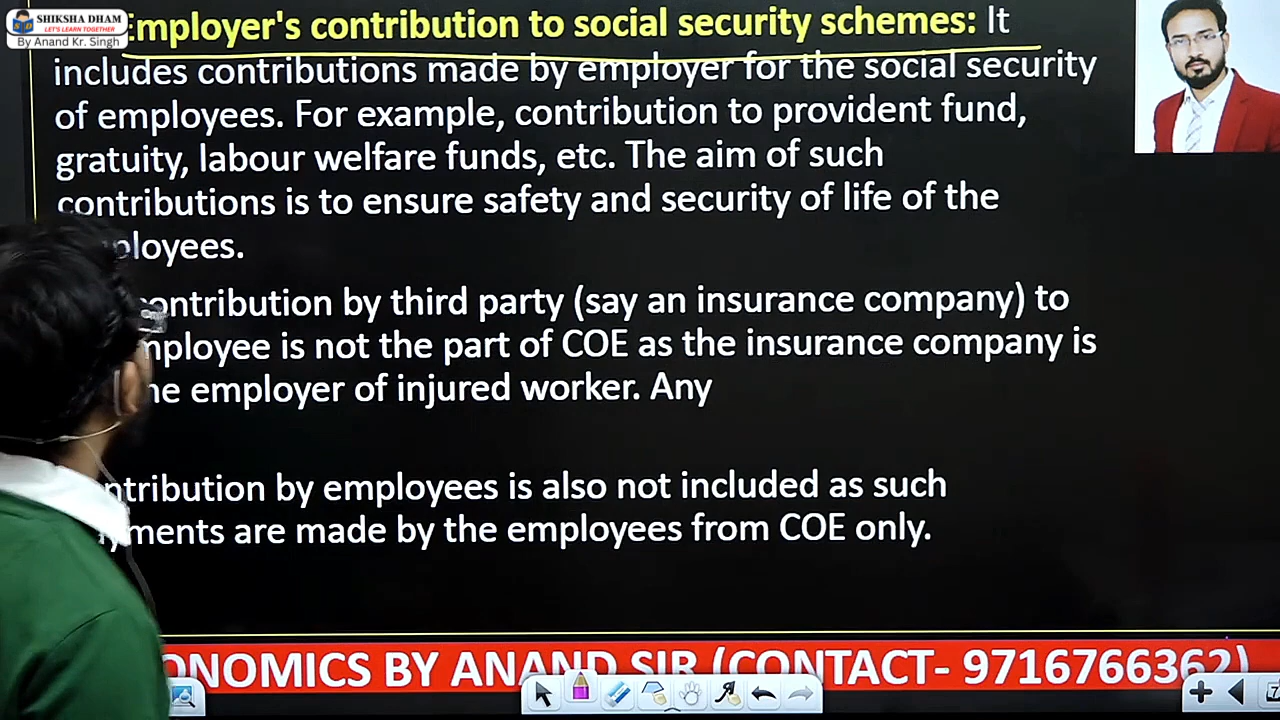 SHIKSHA DHAM
LET'S LEARN TOGETHER
By Anand Kr. Singh
Employer's contribution to social security schemes: It
includes contributions made by employer for the social security
of employees. For example, contribution to provident fund,
gratuity, labour welfare funds, etc. The aim of such
contributions is to ensure safety and security of life of the
ployees.
contribution by third party (say an insurance company) to
mployee is not the part of COE as the insurance company is
he employer of injured worker. Any
ntribution by employees is also not included as such
yments are made by the employees from COE only.
ONOMICS BY ANAND SIR (CONTACT- 9716766362)